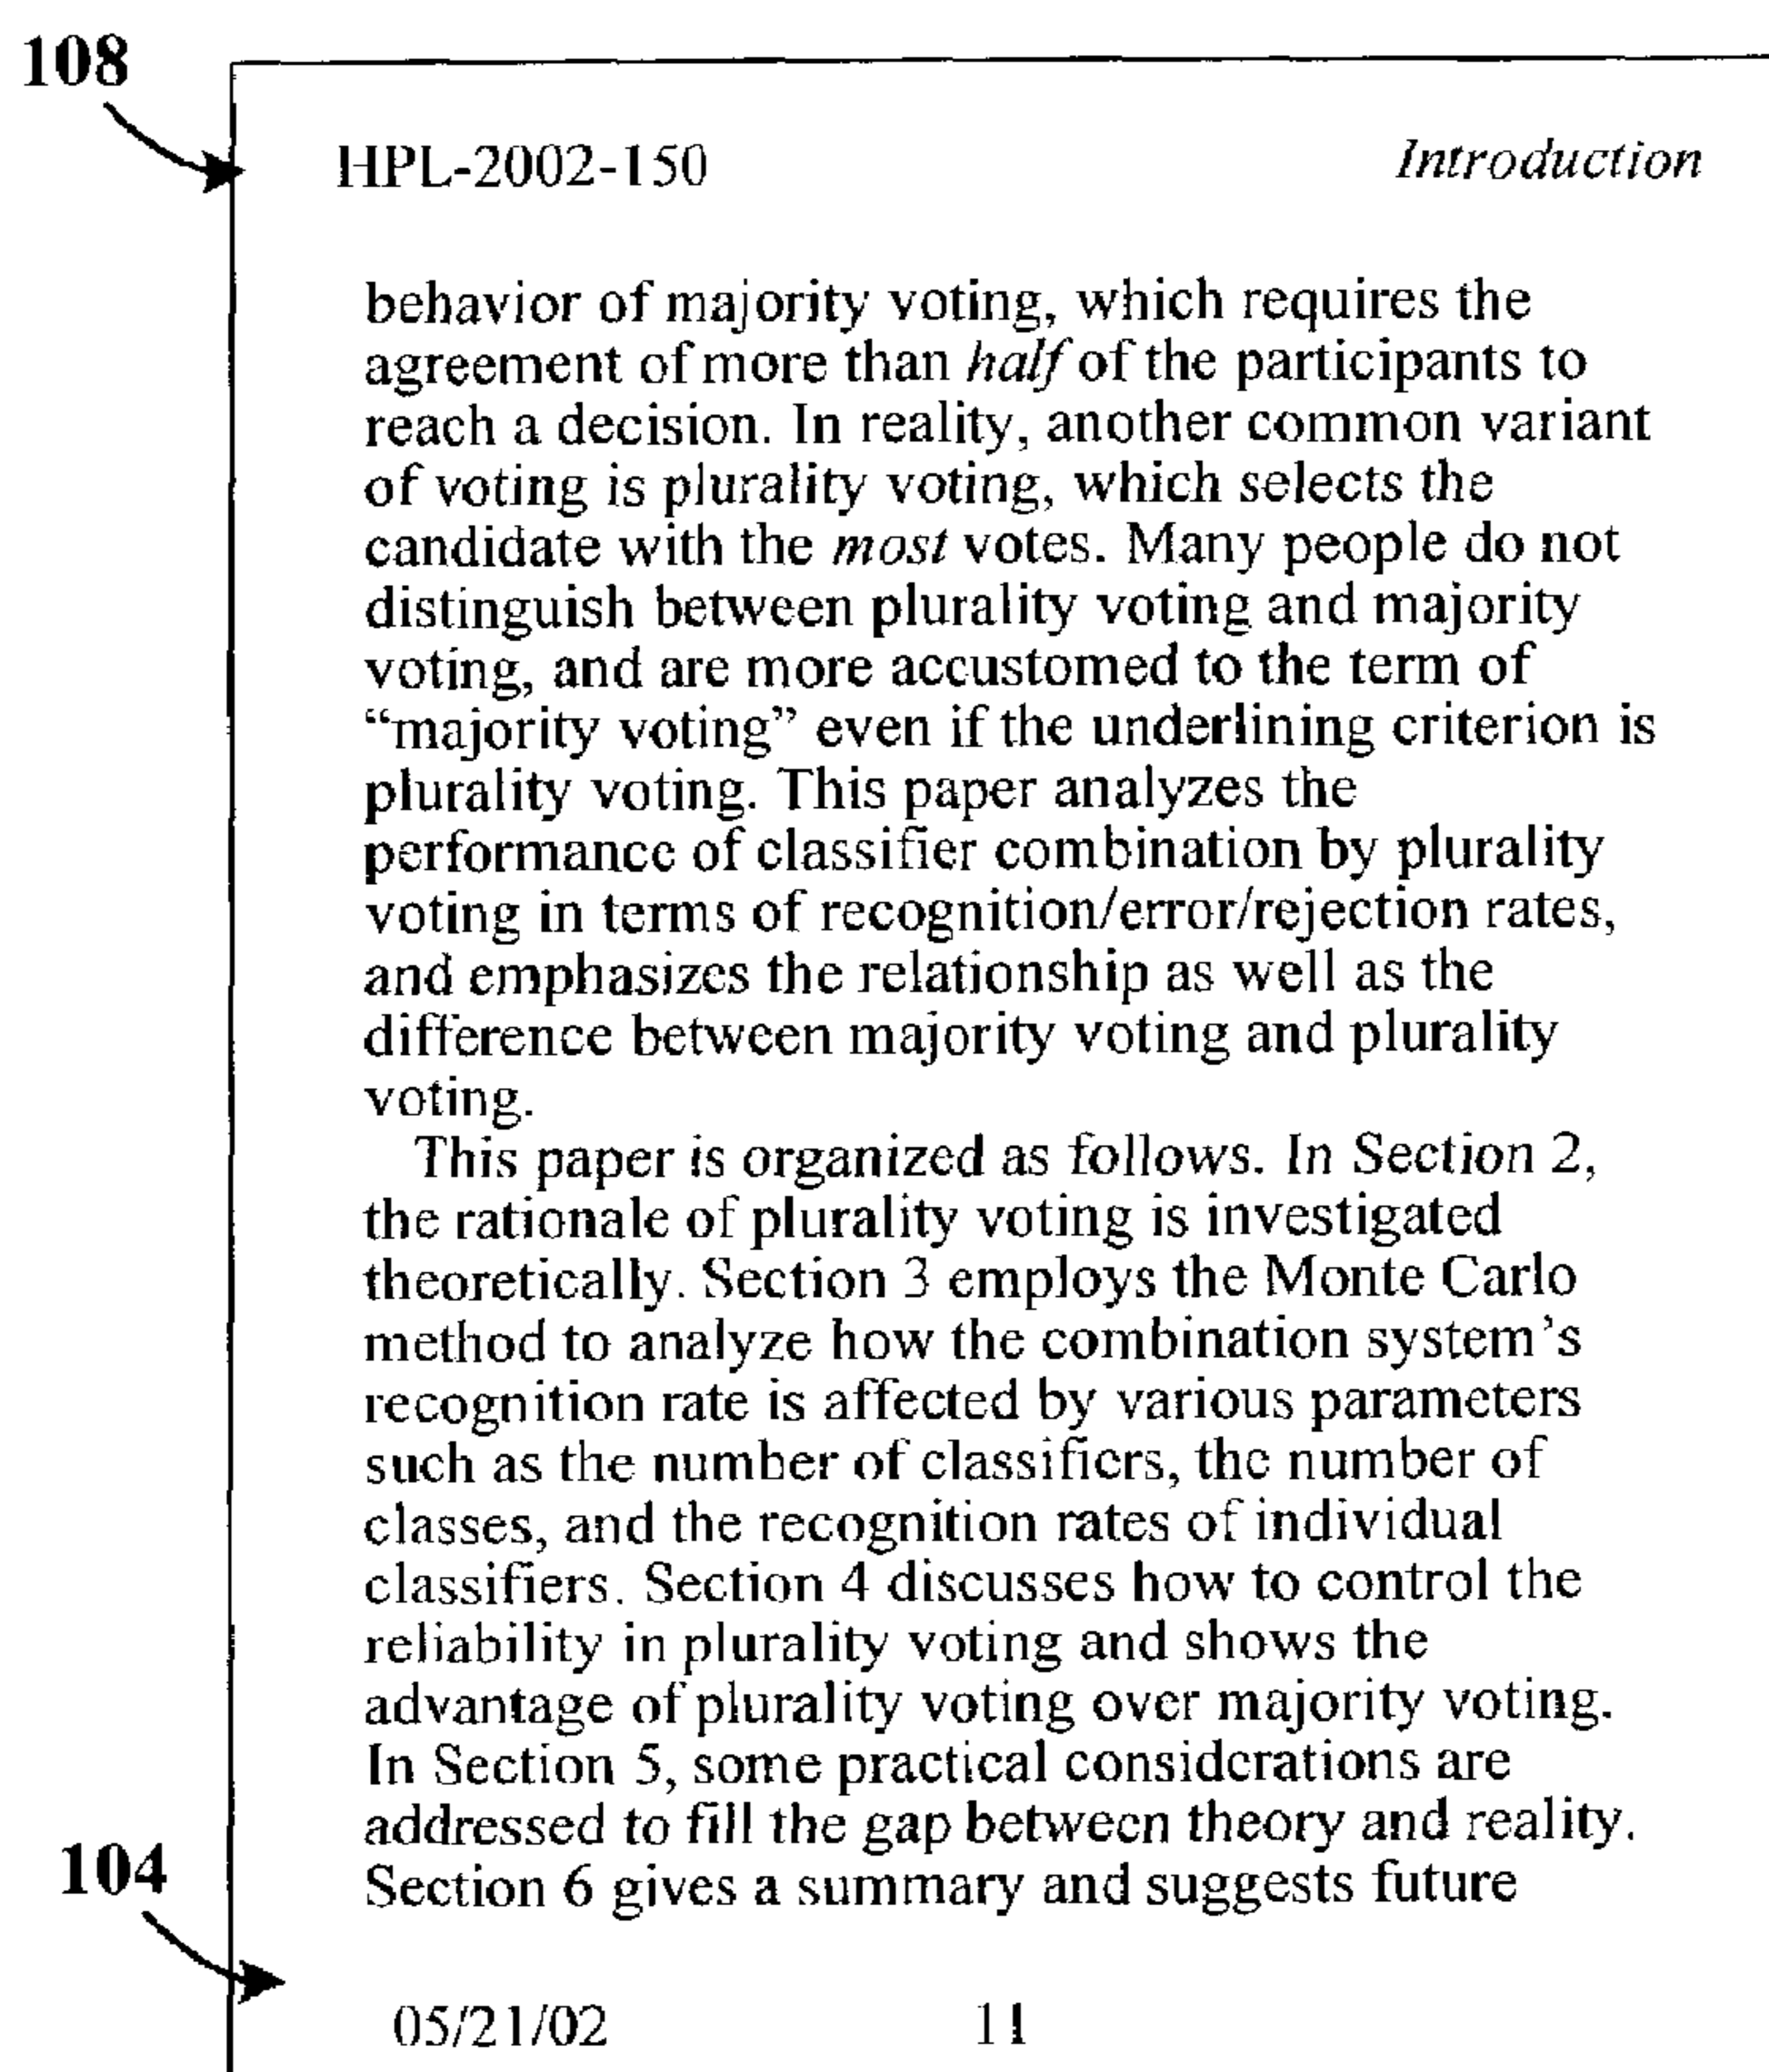 108
HPL-2002-150 Introduction
behavior of majority voting, which requires the
agreement of more than half of the participants to
reach a decision. In reality, another common variant
of voting is plurality voting, which selects the
candidate with the most votes. Many people do not
distinguish between plurality voting and majority
voting, and are more accustomed to the term of
“majority voting” even if the underlining criterion is
plurality voting. This paper analyzes the
performance of classifier combination by plurality
voting in terms of recognition/error/rejection rates,
and emphasizes the relationship as well as the
difference between majority voting and plurality
voting.
This paper is organized as follows. In Section 2,
the rationale of plurality voting is investigated
theoretically. Section 3 employs the Monte Carlo
method to analyze how the combination system’s
recognition rate is affected by various parameters
such as the number of classifiers, the number of
classes, and the recognition rates of individual
classifiers. Section 4 discusses how to control the
reliability in plurality voting and shows the
advantage of plurality voting over majority voting.
In Section 5, some practical considerations are
addressed to fill the gap between theory and reality.
Section 6 gives a summary and suggests future
104
05/21/02 11